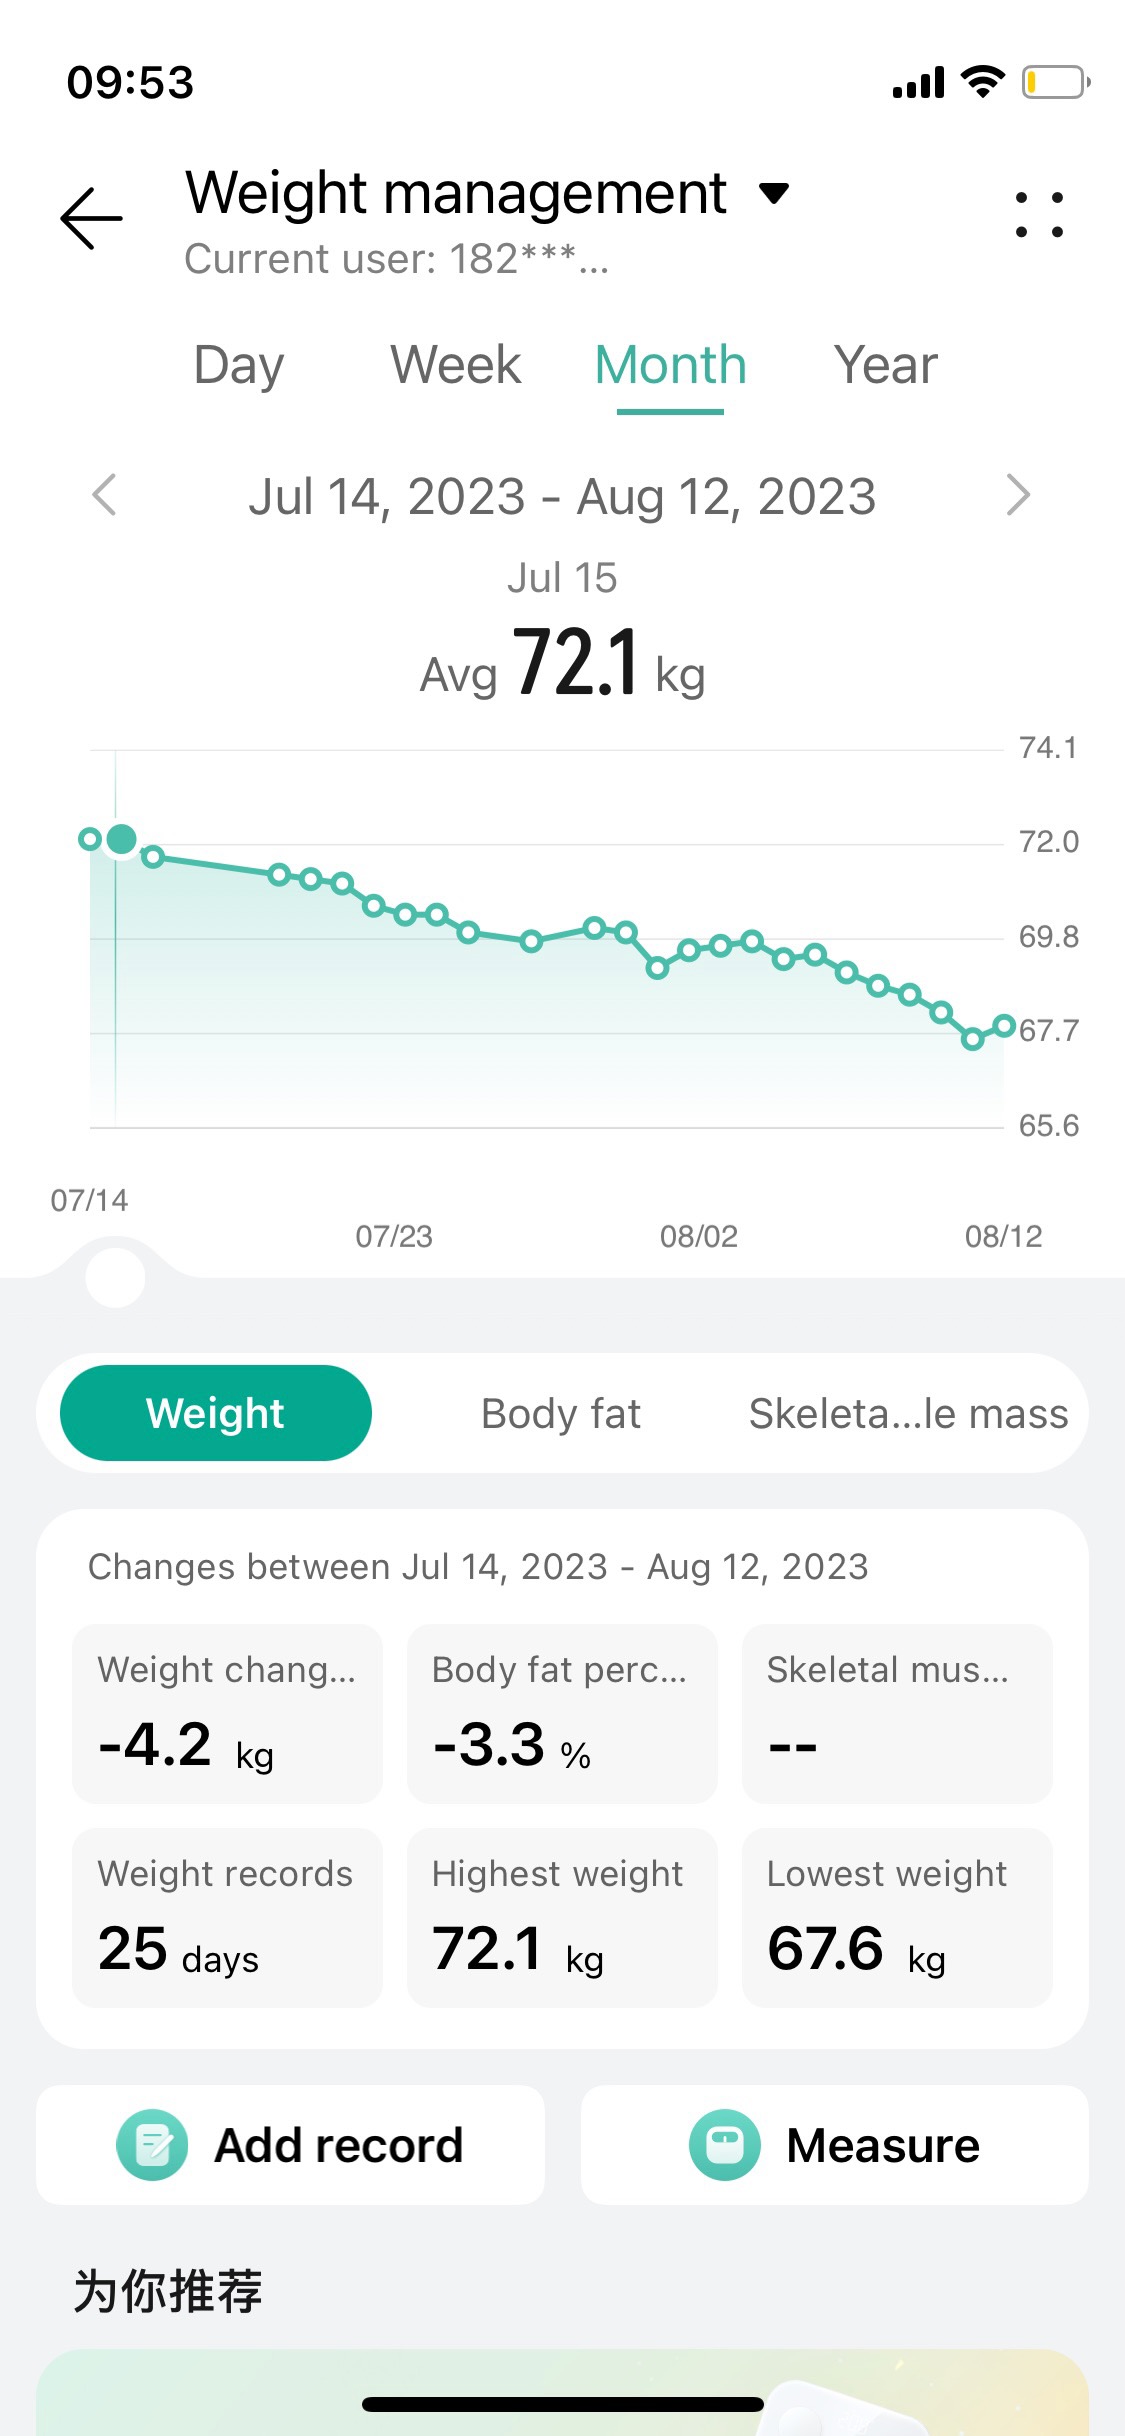 09:53
Weight management
Current user: 182***...
Day Week Month Year
Jul 14, 2023 - Aug 12, 2023
Jul 15
Avg 72.1 kg
74.1
72.0
69.8
67.7
65.6
07/14
07/23 08/02 08/12
Weight Body fat Skeleta...le mass
Changes between Jul 14, 2023 - Aug 12, 2023
Weight chang... Body fat perc... Skeletal mus...
-4.2 kg -3.3 % --
Weight records Highest weight Lowest weight
25 days 72.1 kg 67.6 kg
Add record Measure
为你推荐